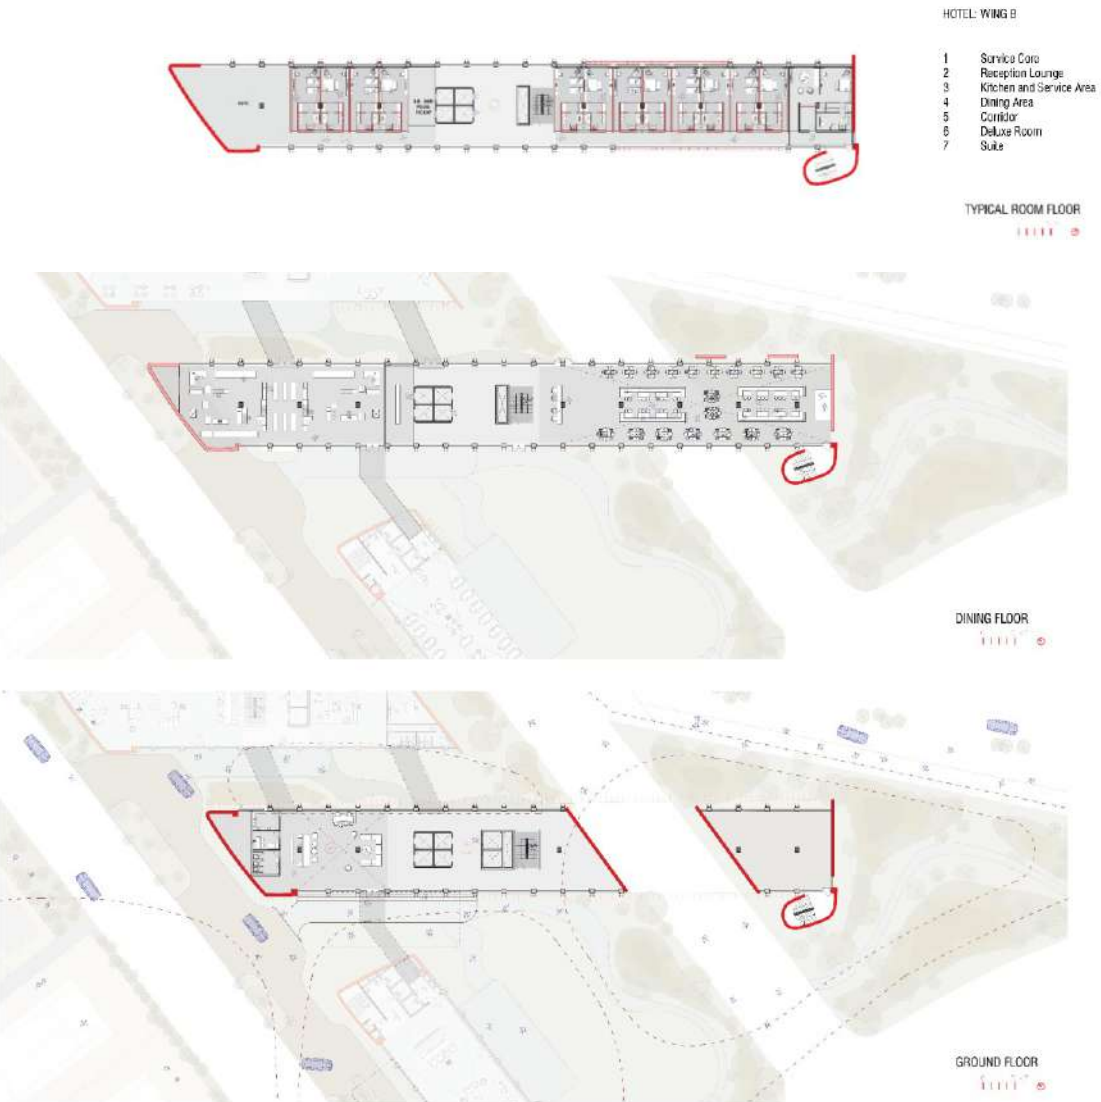 HOTEL: WING B
1 Service Core
2 Reception Lounge
3 Kitchen and Service Area
4 Dining Area
5 Corridor
6 Deluxe Room
7 Suite
TYPICAL ROOM FLOOR
DINING FLOOR
GROUND FLOOR